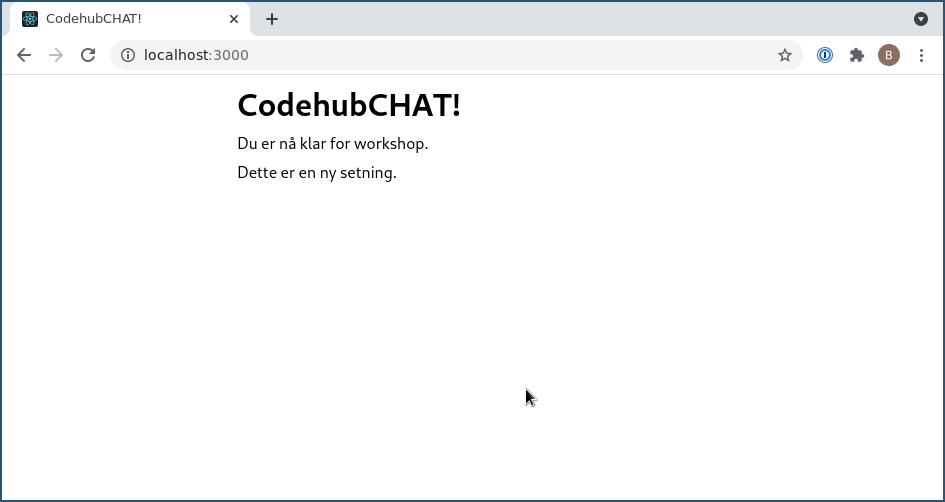 CodehubCHAT!
localhost:3000
B
CodehubCHAT!
Du er nå klar for workshop.
Dette er en ny setning.